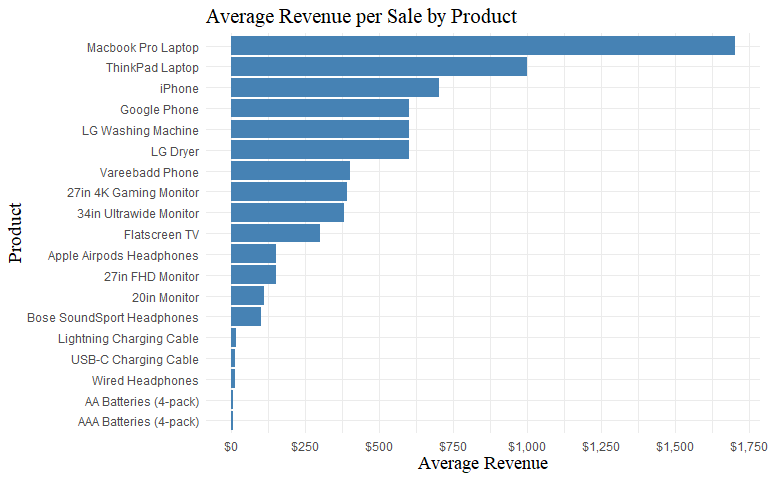 Average Revenue per Sale by Product
Product
Macbook Pro Laptop
ThinkPad Laptop
iPhone
Google Phone
LG Washing Machine
LG Dryer
Vareebadd Phone
27in 4K Gaming Monitor
34in Ultrawide Monitor
Flatscreen TV
Apple Airpods Headphones
27in FHD Monitor
20in Monitor
Bose SoundSport Headphones
Lightning Charging Cable
USB-C Charging Cable
Wired Headphones
AA Batteries (4-pack)
AAA Batteries (4-pack)
$0 $250 $500 $750 $1,000 $1,250 $1,500 $1,750
Average Revenue